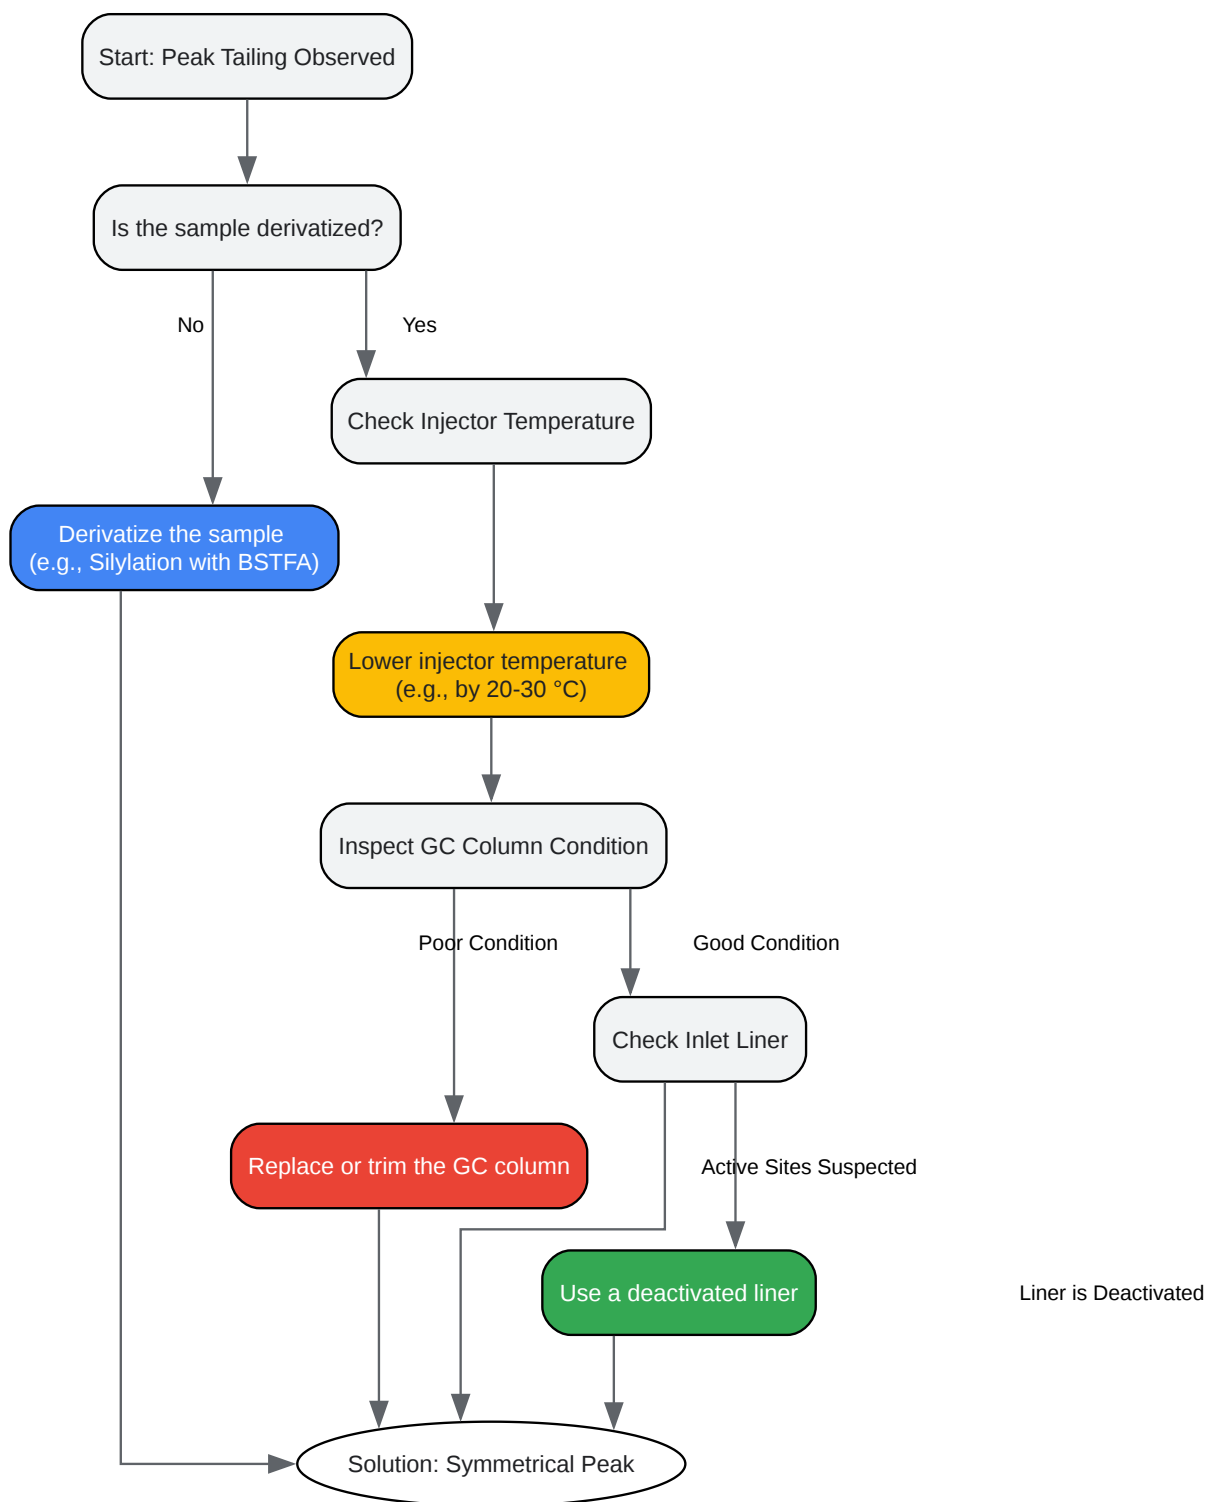 Start: Peak Tailing Observed
Is the sample derivatized?
No
Yes
Check Injector Temperature
Derivatize the sample
(e.g., Silylation with BSTFA)
Lower injector temperature
(e.g., by 20-30 °C)
Inspect GC Column Condition
Poor Condition
Good Condition
Check Inlet Liner
Replace or trim the GC column
Active Sites Suspected
Use a deactivated liner
Liner is Deactivated
Solution: Symmetrical Peak